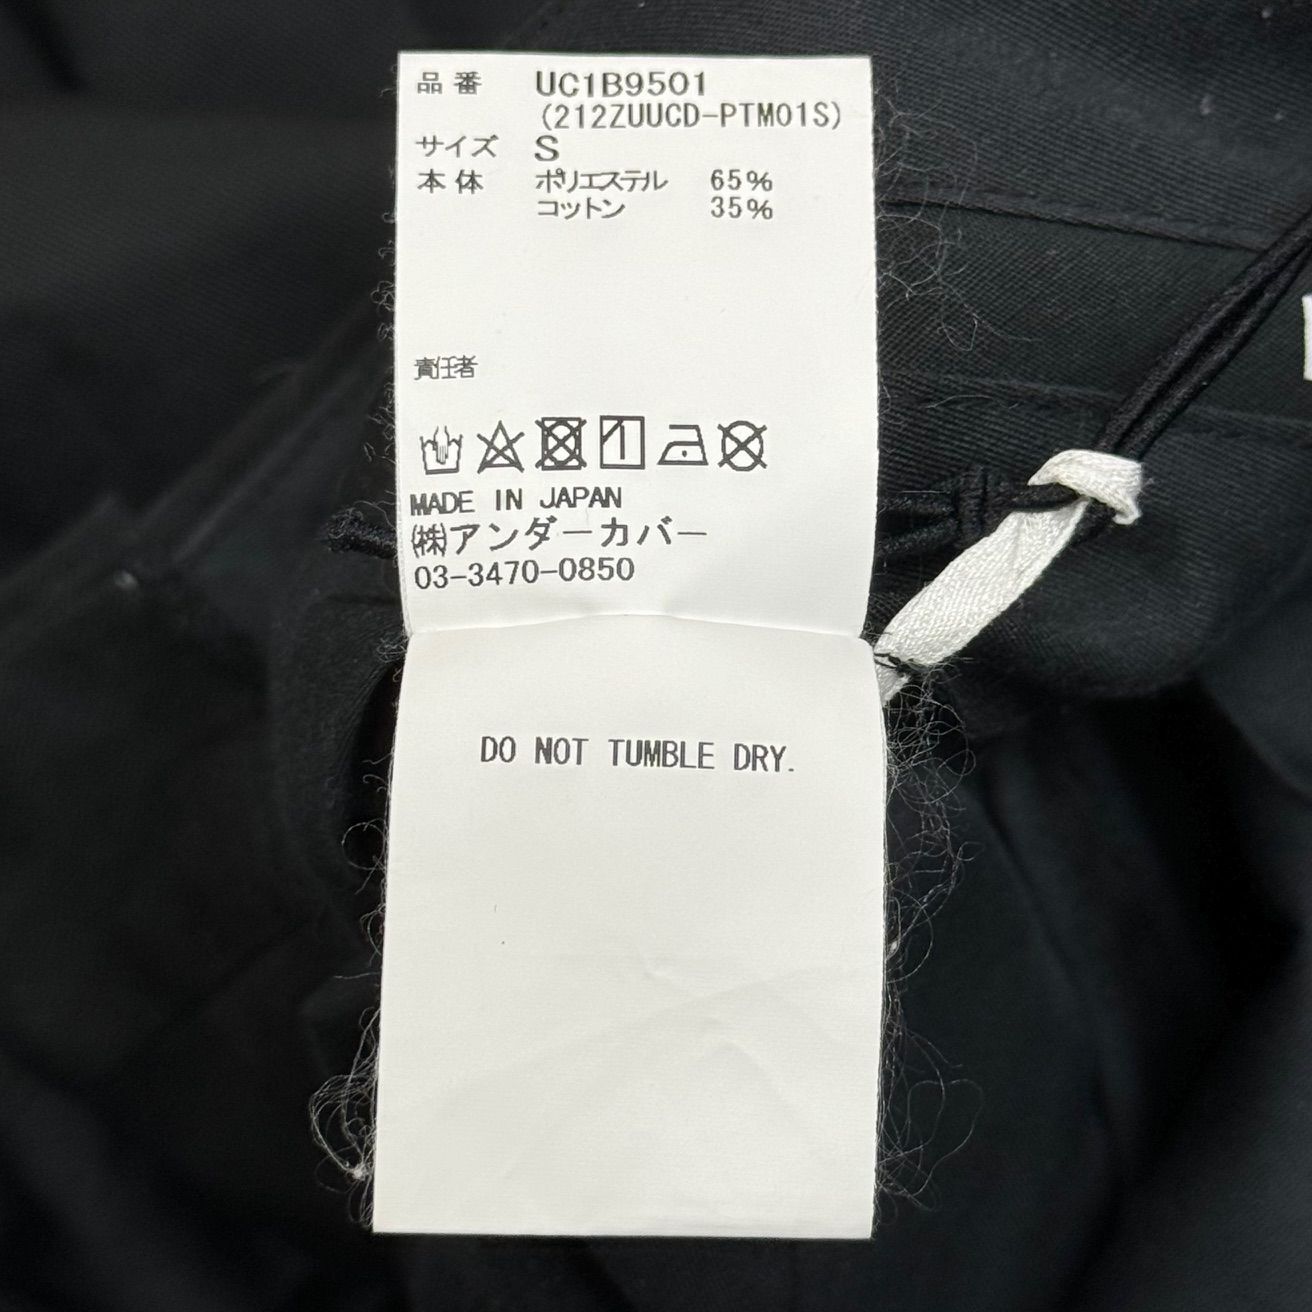 品番 UC1B9501
(212ZUUCD-PTM01S)
サイズ S
本体 ポリエステル 65%
コットン 35%
責任者
MADE IN JAPAN
㈱アンダーカバー
03-3470-0850
DO NOT TUMBLE DRY.